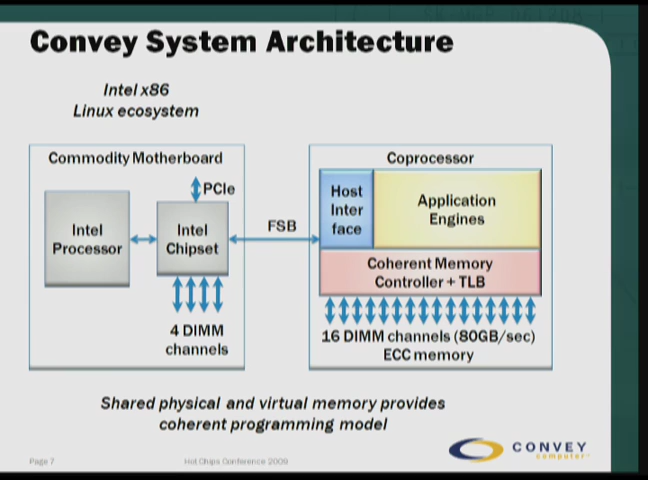 Convey System Architecture
Intel x86
Linux ecosystem
Commodity Motherboard
PCIe
Intel
Processor
Intel
Chipset
4 DIMM
channels
FSB
Coprocessor
Host
Inter
face
Application
Engines
Coherent Memory
Controller + TLB
16 DIMM channels (80GB/sec)
ECC memory
Shared physical and virtual memory provides
coherent programming model
Page 7
Hot Chips Conference 2009
CONVEY
computer